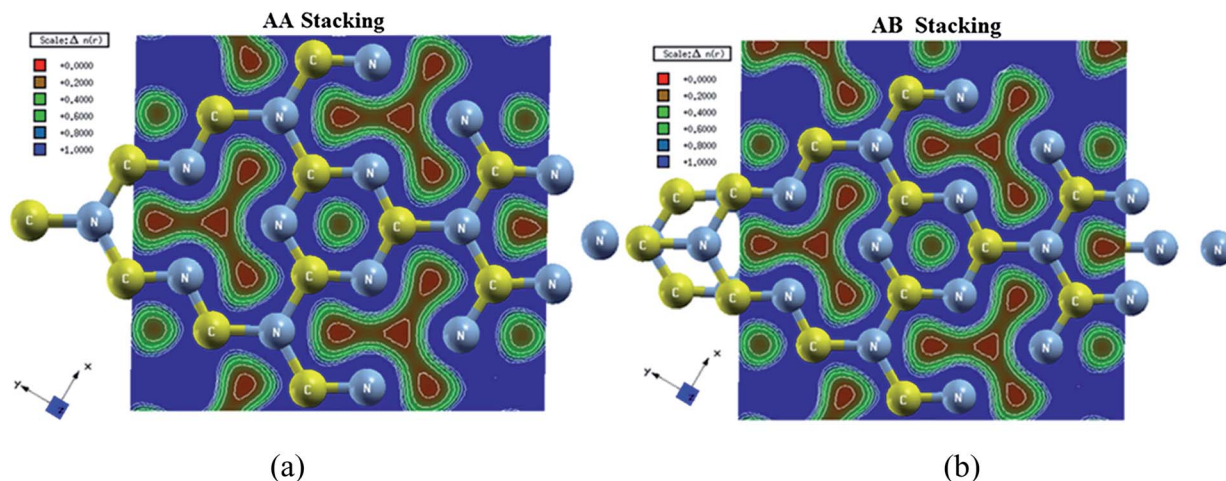 AA Stacking
Scale: Δ n(r)
+0.0000
+0.2000
+0.4000
+0.6000
+0.8000
+1.0000
C N
C N
N
C N C
C N C N N
C N N C N
C N C N C N
C N N
C N
X
Y
Z
(a)
AB Stacking
Scale: Δ n(r)
+0.0000
+0.2000
+0.4000
+0.6000
+0.8000
+1.0000
C N
C N N
C N C N C N
N C N N C N N N
C N C N C N
C N N
C N
X
Y
Z
(b)